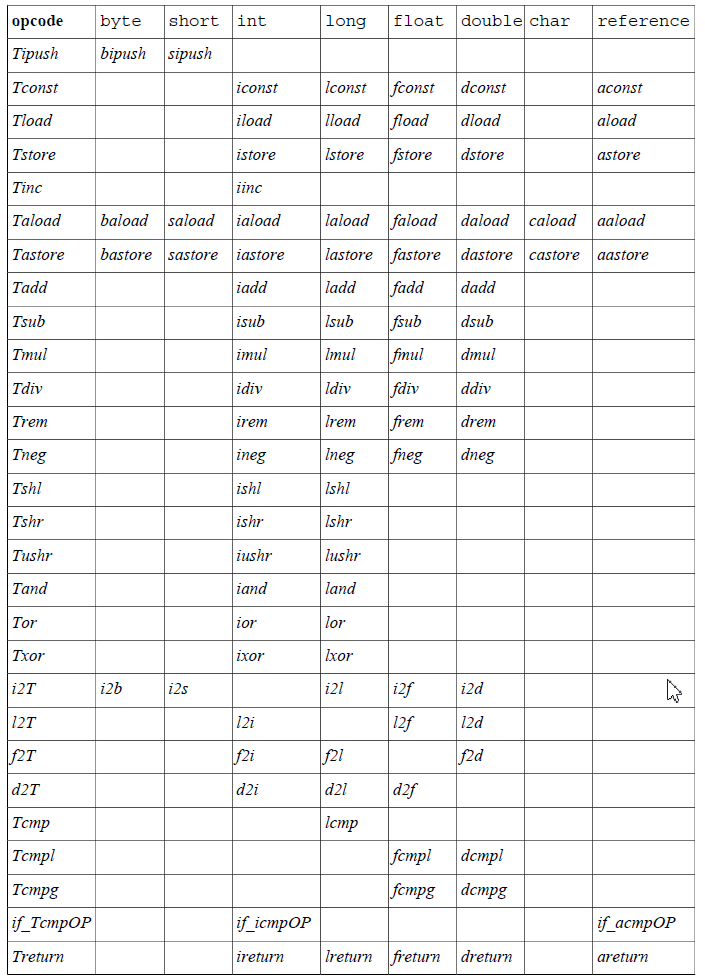 opcode byte short int long float double char reference
Tipush bipush sipush
Tconst iconst lconst fconst dconst aconst
Tload iload lload fload dload aload
Tstore istore lstore fstore dstore astore
Tinc iinc
Taload baload saload iaload laload faload daload caload aaload
Tastore bastore sastore iastore lastore fastore dastore castore aastore
Tadd iadd ladd fadd dadd
Tsub isub lsub fsub dsub
Tmul imul lmul fmul dmul
Tdiv idiv ldiv fdiv ddiv
Trem irem lrem frem drem
Tneg ineg lneg fneg dneg
Tshl ishl lshl
Tshr ishr lshr
Tushr iushr lushr
Tand iand land
Tor ior lor
Txor ixor lxor
i2T i2b i2s i2l i2f i2d
l2T l2i l2f l2d
f2T f2i f2l f2d
d2T d2i d2l d2f
Tcmp lcmp
Tcmpl fcmpl dcmpl
Tcmpg fcmpg dcmpg
if_TcmpOP if_icmpOP if_acmpOP
Treturn ireturn lreturn freturn dreturn areturn